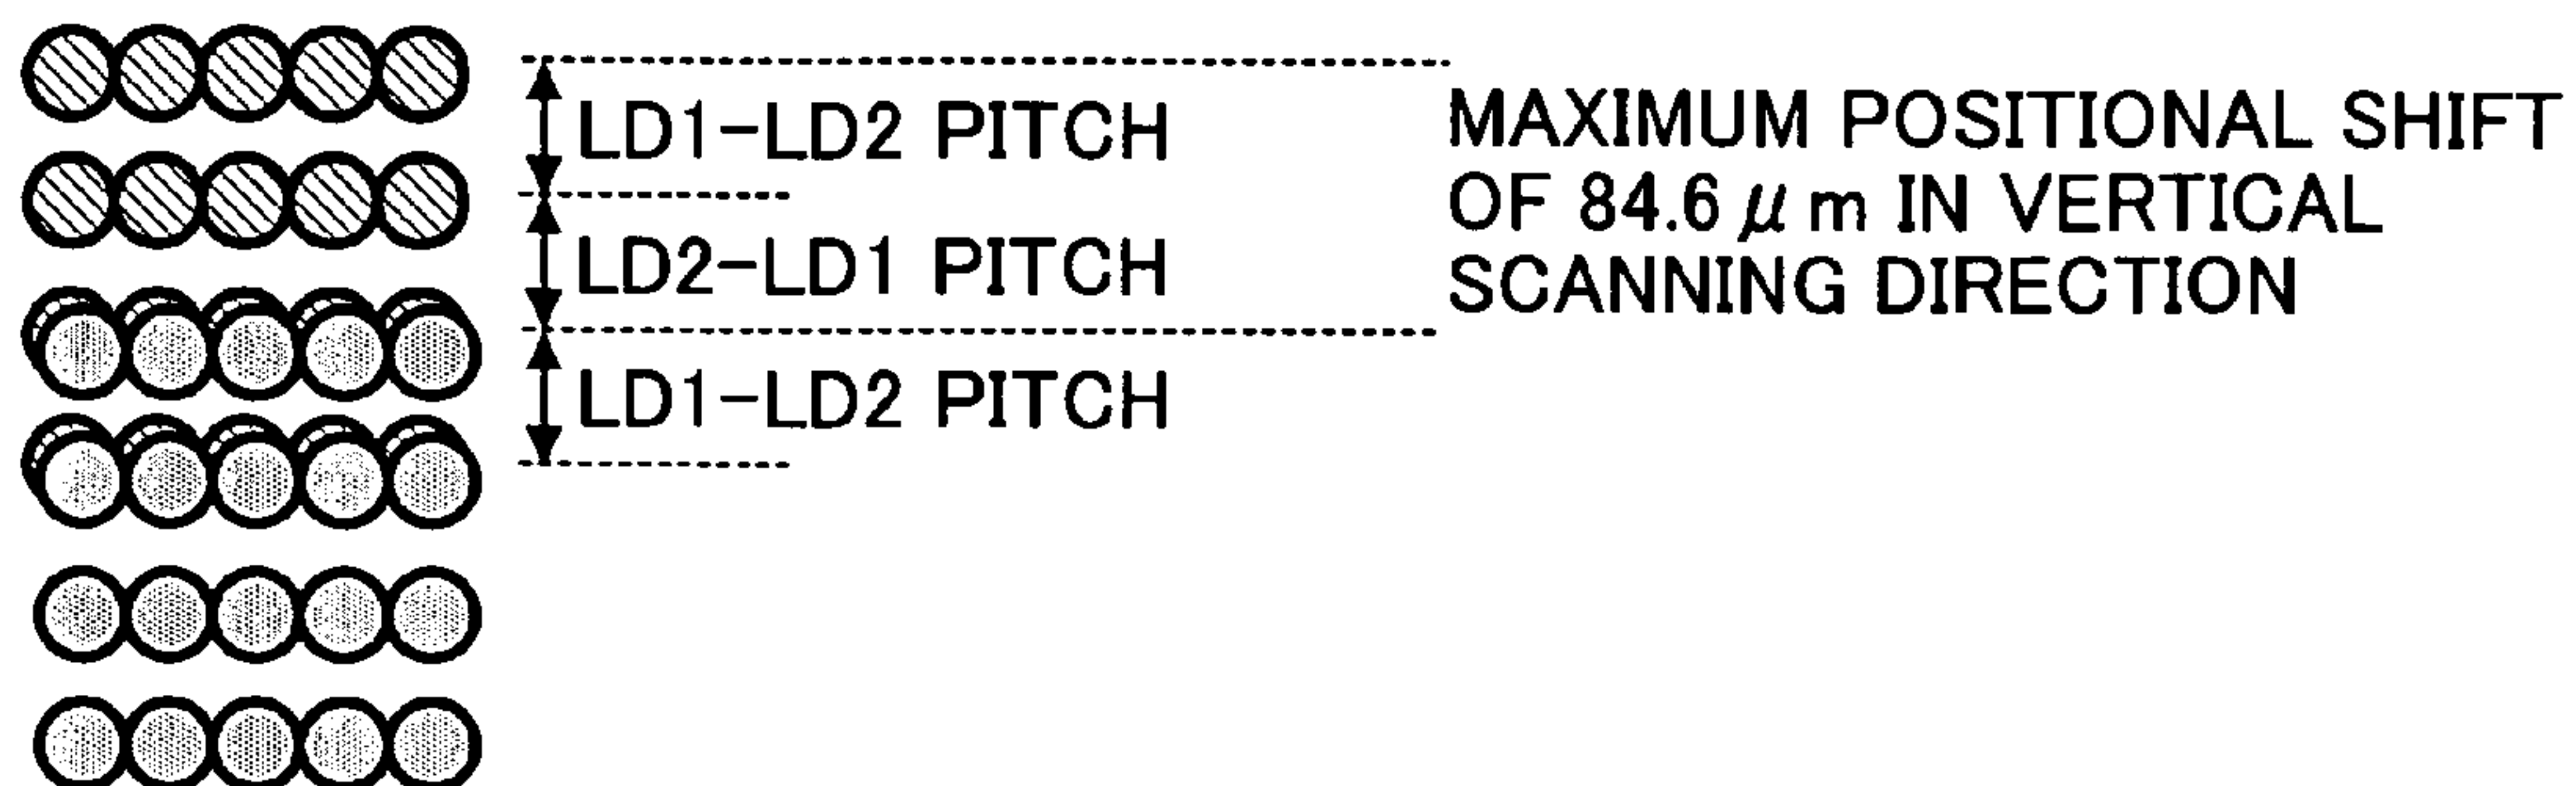 LD1-LD2 PITCH
LD2-LD1 PITCH
LD1-LD2 PITCH
MAXIMUM POSITIONAL SHIFT
OF 84.6 μm IN VERTICAL
SCANNING DIRECTION